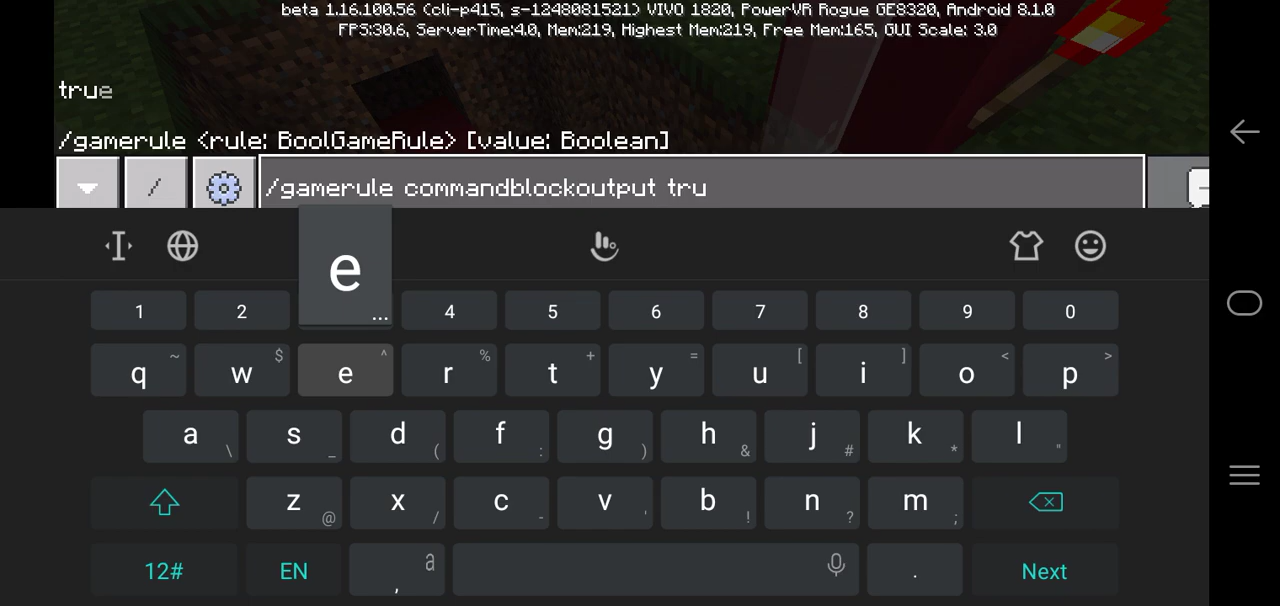 beta 1.16.100.56 (cli-p415, s-1248081521) VIVO 1820, PowerVR Rogue GE8320, Android 8.1.0
FPS:30.6, ServerTime:4.0, Mem:219, Highest Mem:219, Free Mem:165, GUI Scale: 3.0
true
/gamerule <rule: BoolGameRule> [value: Boolean]
/ /gamerule commandblockoutput tru
e
...
1 2 4 5 6 7 8 9 0
~ $ ^ % + = [ ] < >
q w e r t y u i o p
a s d f g h j k l
\ _ ( : ) & # * "
z x c v b n m
@ / - ' ! ? ;
12# EN , a . Next